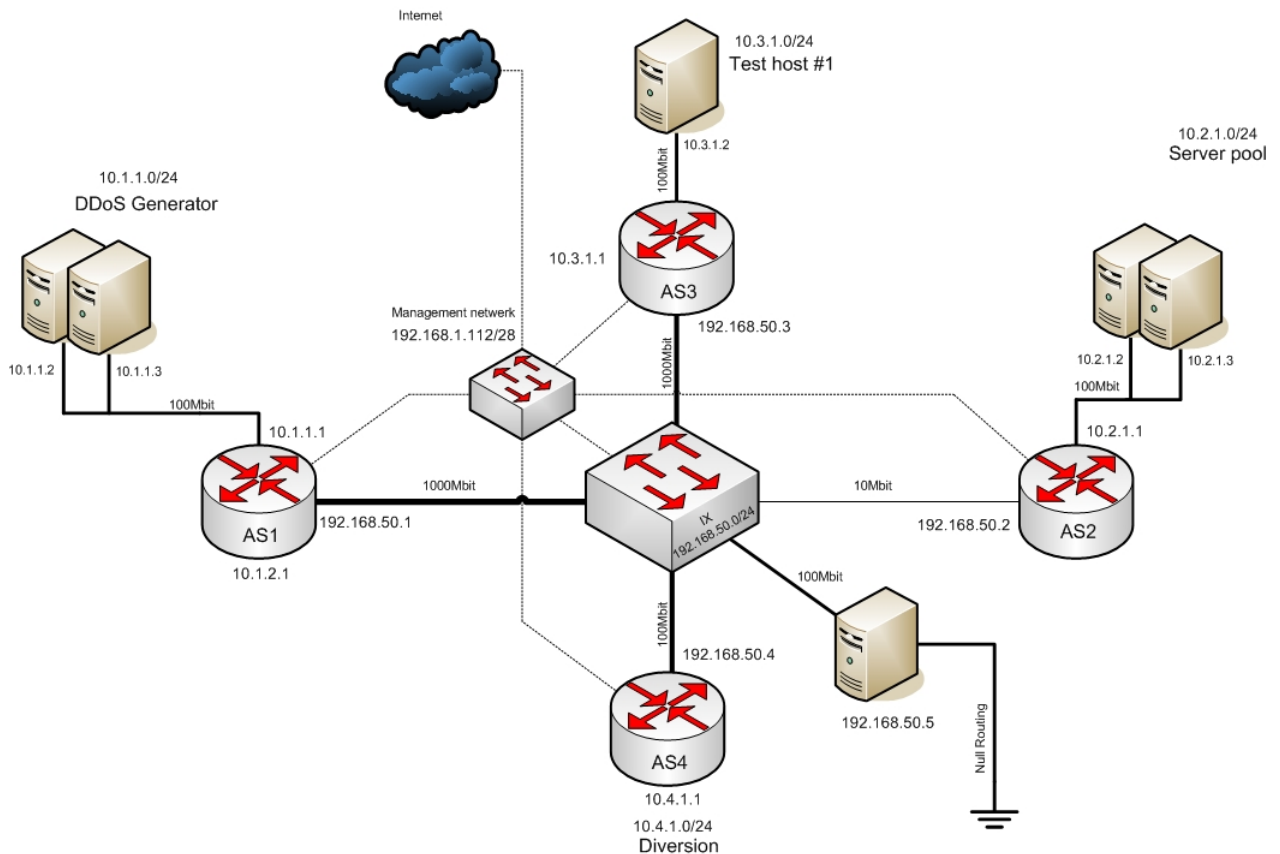 Internet
10.3.1.0/24
Test host #1
10.3.1.2
100Mbit
10.2.1.0/24
Server pool
10.1.1.0/24
DDoS Generator
10.3.1.1
AS3
192.168.50.3
Management network
192.168.1.112/28
1000Mbit
10.1.1.2
10.1.1.3
100Mbit
10.2.1.2
10.2.1.3
100Mbit
10.1.1.1
10.2.1.1
1000Mbit
10Mbit
AS1
192.168.50.1
10.1.2.1
IX
192.168.50.0/24
192.168.50.2
AS2
100Mbit
100Mbit
192.168.50.4
192.168.50.5
Null Routing
AS4
10.4.1.1
10.4.1.0/24
Diversion